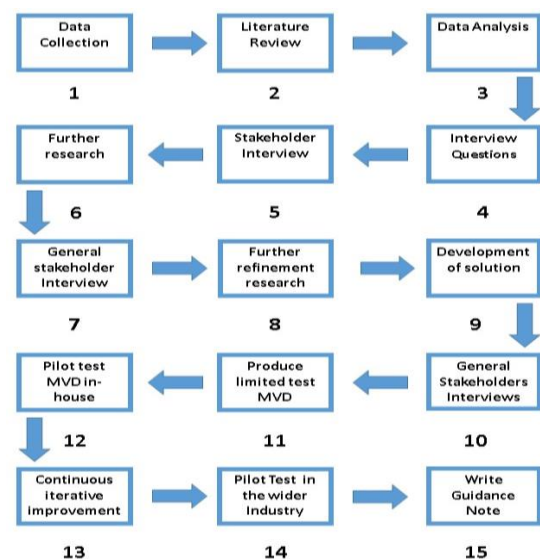 Data
Collection
Literature
Review
Data Analysis
1
2
3
Further
research
Stakeholder
Interview
Interview
Questions
6
5
4
General
stakeholder
Interview
Further
refinement
research
Development
of solution
7
8
9
Pilot test
MVD in-
house
Produce
limited test
MVD
General
Stakeholders
Interviews
12
11
10
Continuous
iterative
improvement
Pilot Test in
the wider
Industry
Write
Guidance
Note
13
14
15